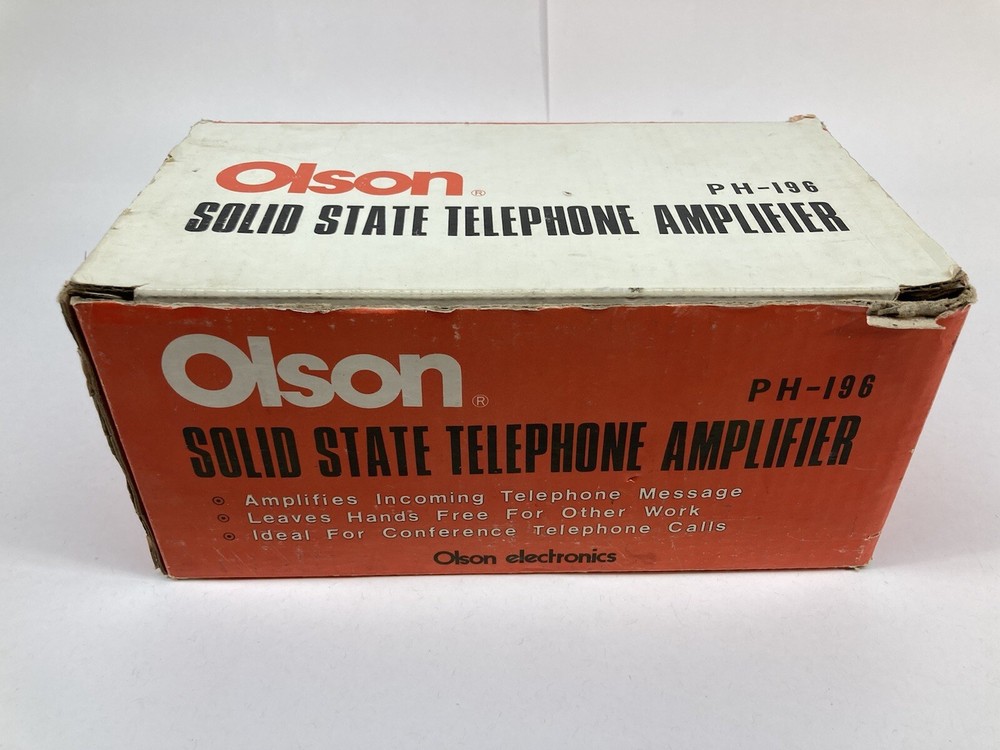 Olson®
PH-196
SOLID STATE TELEPHONE AMPLIFIER
Olson®
PH-196
SOLID STATE TELEPHONE AMPLIFIER
Amplifies Incoming Telephone Message
Leaves Hands Free For Other Work
Ideal For Conference Telephone Calls
Olson electronics